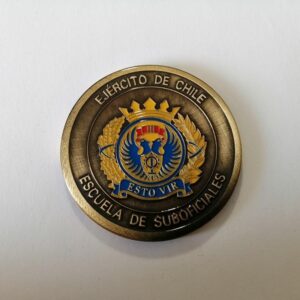 EJÉRCITO DE CHILE
ESTO VIR
ESCUELA DE SUBOFICIALES